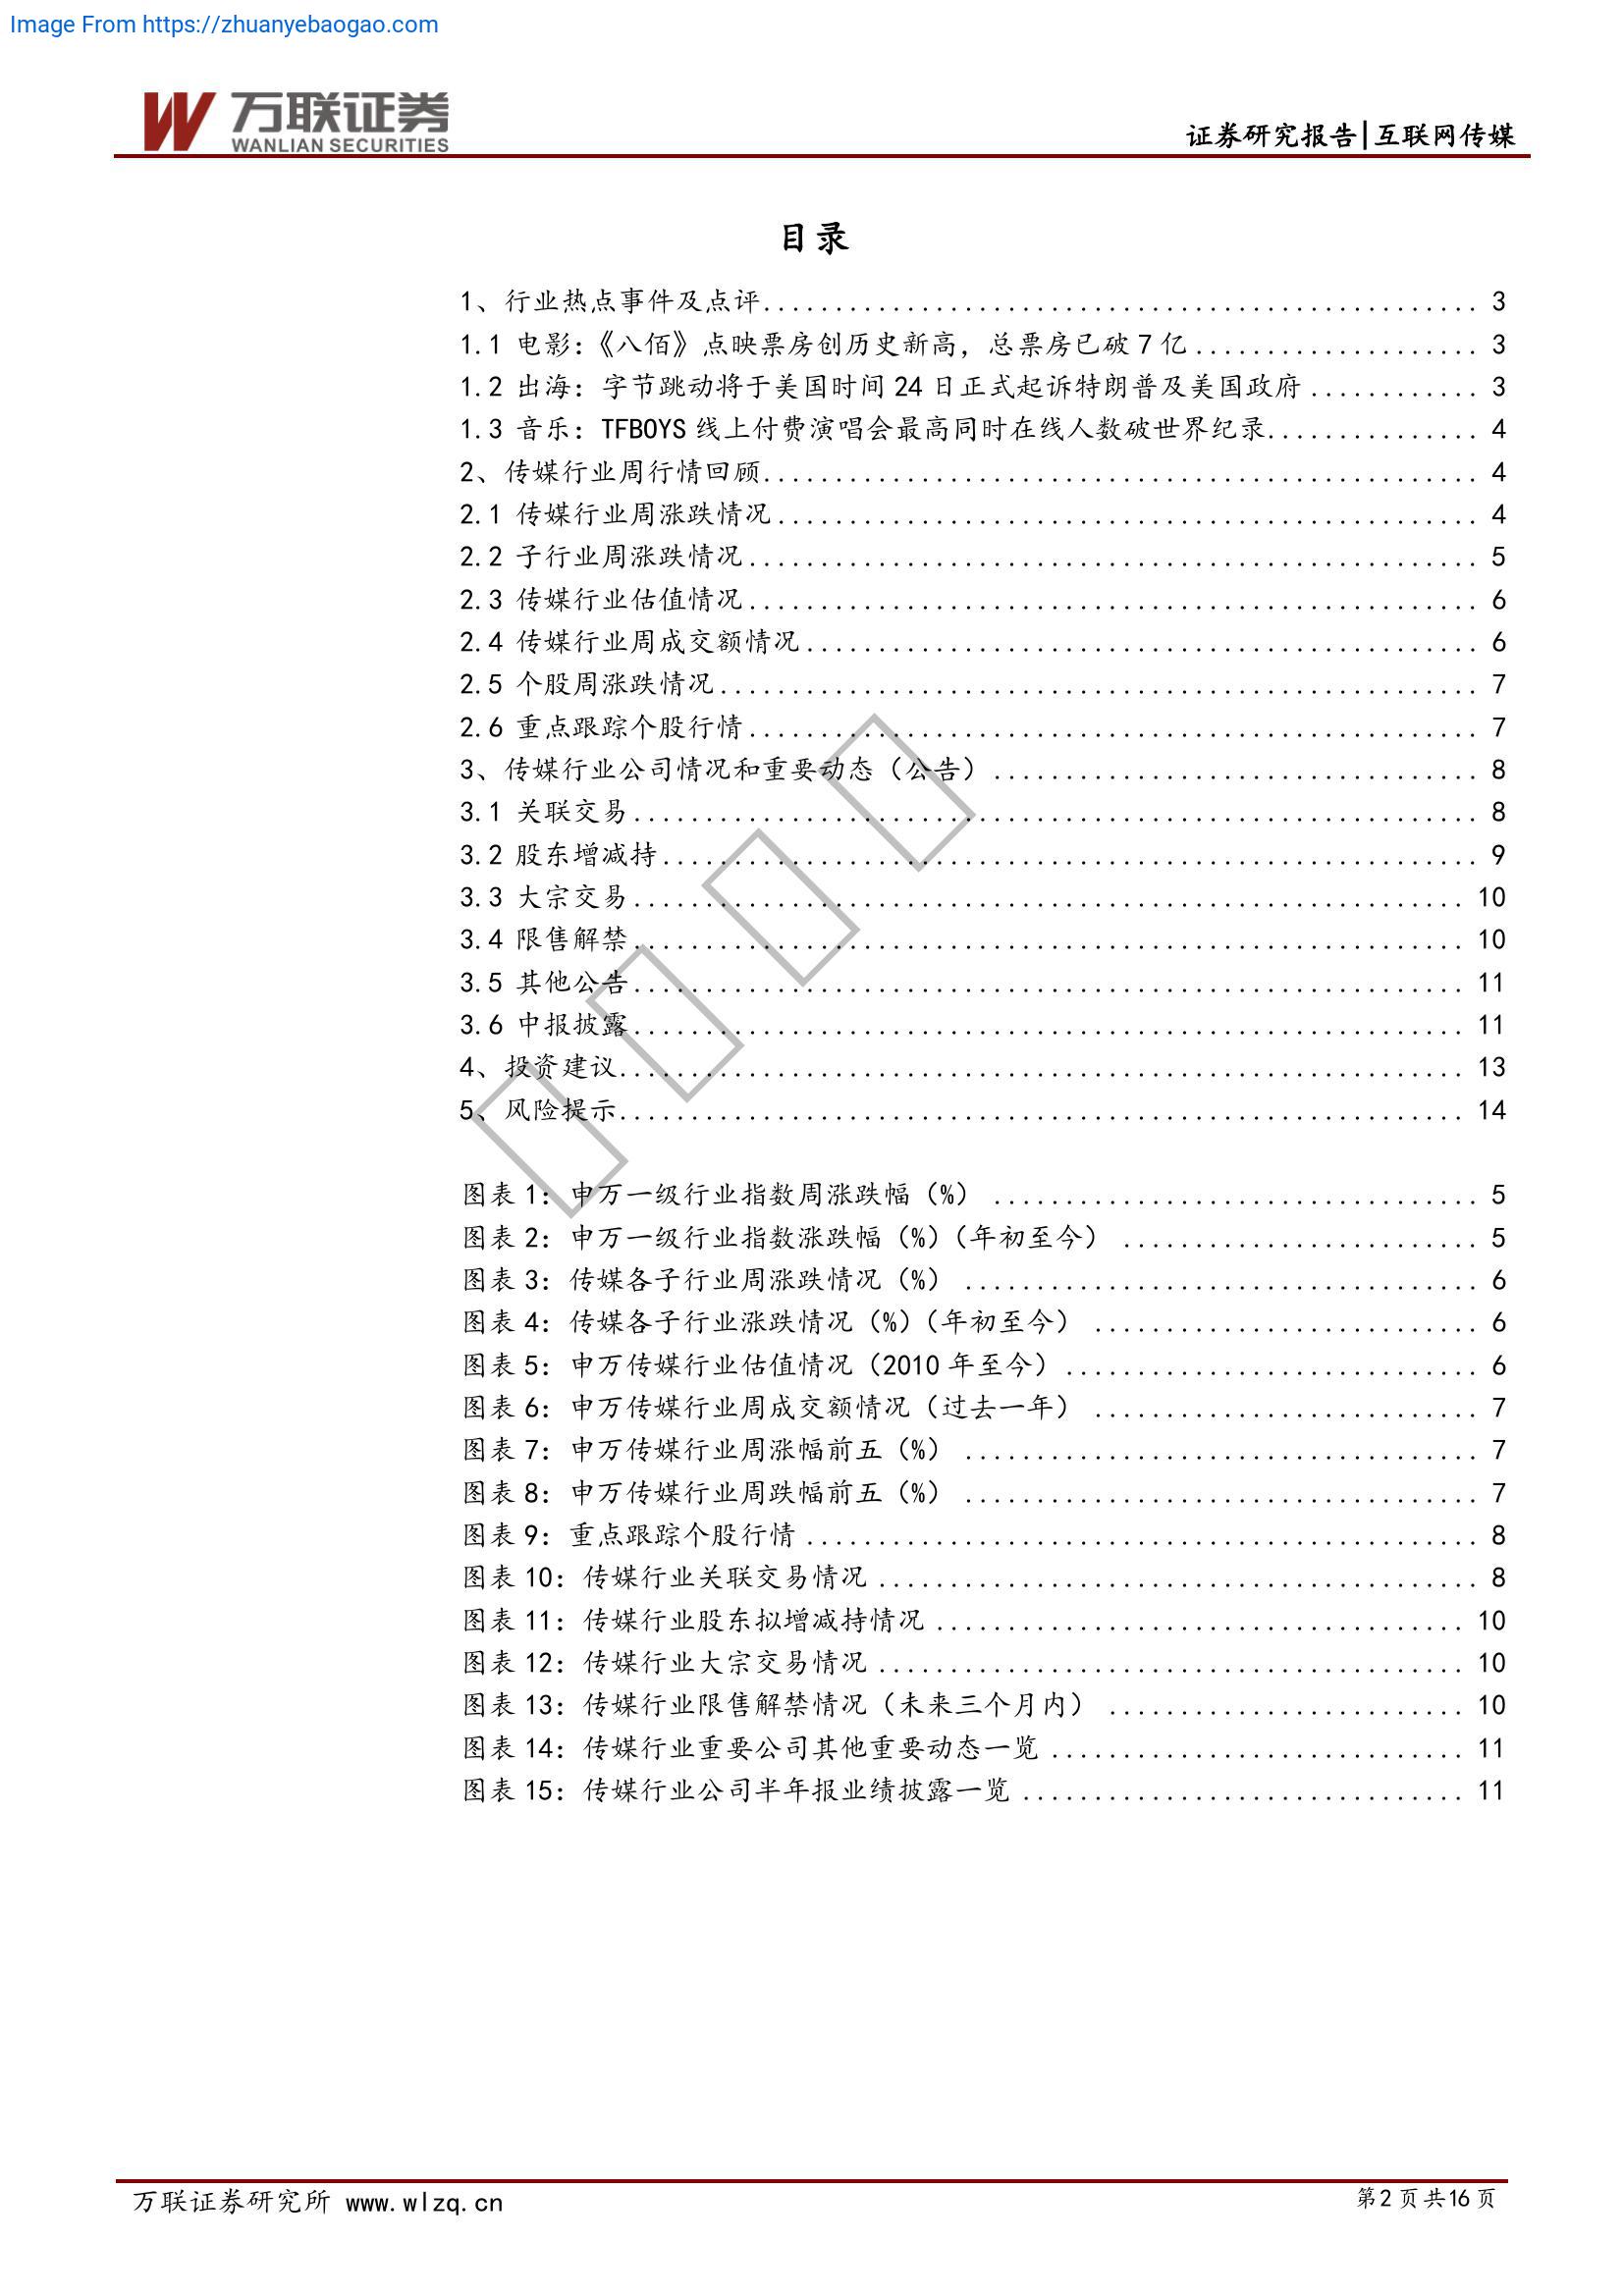 Image From https://zhuanyebaogao.com
万联证券
WANLIAN SECURITIES
证券研究报告|互联网传媒
目录
1、行业热点事件及点评.................................................. 3
1.1 电影：《八佰》点映票房创历史新高，总票房已破 7 亿.................... 3
1.2 出海：字节跳动将于美国时间 24 日正式起诉特朗普及美国政府............ 3
1.3 音乐：TFBOYS 线上付费演唱会最高同时在线人数破世界纪录............... 4
2、传媒行业周行情回顾.................................................. 4
2.1 传媒行业周涨跌情况................................................. 4
2.2 子行业周涨跌情况................................................... 5
2.3 传媒行业估值情况................................................... 6
2.4 传媒行业周成交额情况............................................... 6
2.5 个股周涨跌情况..................................................... 7
2.6 重点跟踪个股行情................................................... 7
3、传媒行业公司情况和重要动态（公告）.................................. 8
3.1 关联交易........................................................... 8
3.2 股东增减持......................................................... 9
3.3 大宗交易.......................................................... 10
3.4 限售解禁.......................................................... 10
3.5 其他公告.......................................................... 11
3.6 中报披露.......................................................... 11
4、投资建议........................................................... 13
5、风险提示........................................................... 14
图表 1：申万一级行业指数周涨跌幅（%）.................................. 5
图表 2：申万一级行业指数涨跌幅（%）（年初至今）......................... 5
图表 3：传媒各子行业周涨跌情况（%）.................................... 6
图表 4：传媒各子行业涨跌情况（%）（年初至今）........................... 6
图表 5：申万传媒行业估值情况（2010 年至今）............................. 6
图表 6：申万传媒行业周成交额情况（过去一年）........................... 7
图表 7：申万传媒行业周涨幅前五（%）.................................... 7
图表 8：申万传媒行业周跌幅前五（%）.................................... 7
图表 9：重点跟踪个股行情............................................... 8
图表 10：传媒行业关联交易情况.......................................... 8
图表 11：传媒行业股东拟增减持情况..................................... 10
图表 12：传媒行业大宗交易情况......................................... 10
图表 13：传媒行业限售解禁情况（未来三个月内）......................... 10
图表 14：传媒行业重要公司其他重要动态一览............................. 11
图表 15：传媒行业公司半年报业绩披露一览............................... 11
万联证券研究所 www.wlzq.cn
第2页共16页